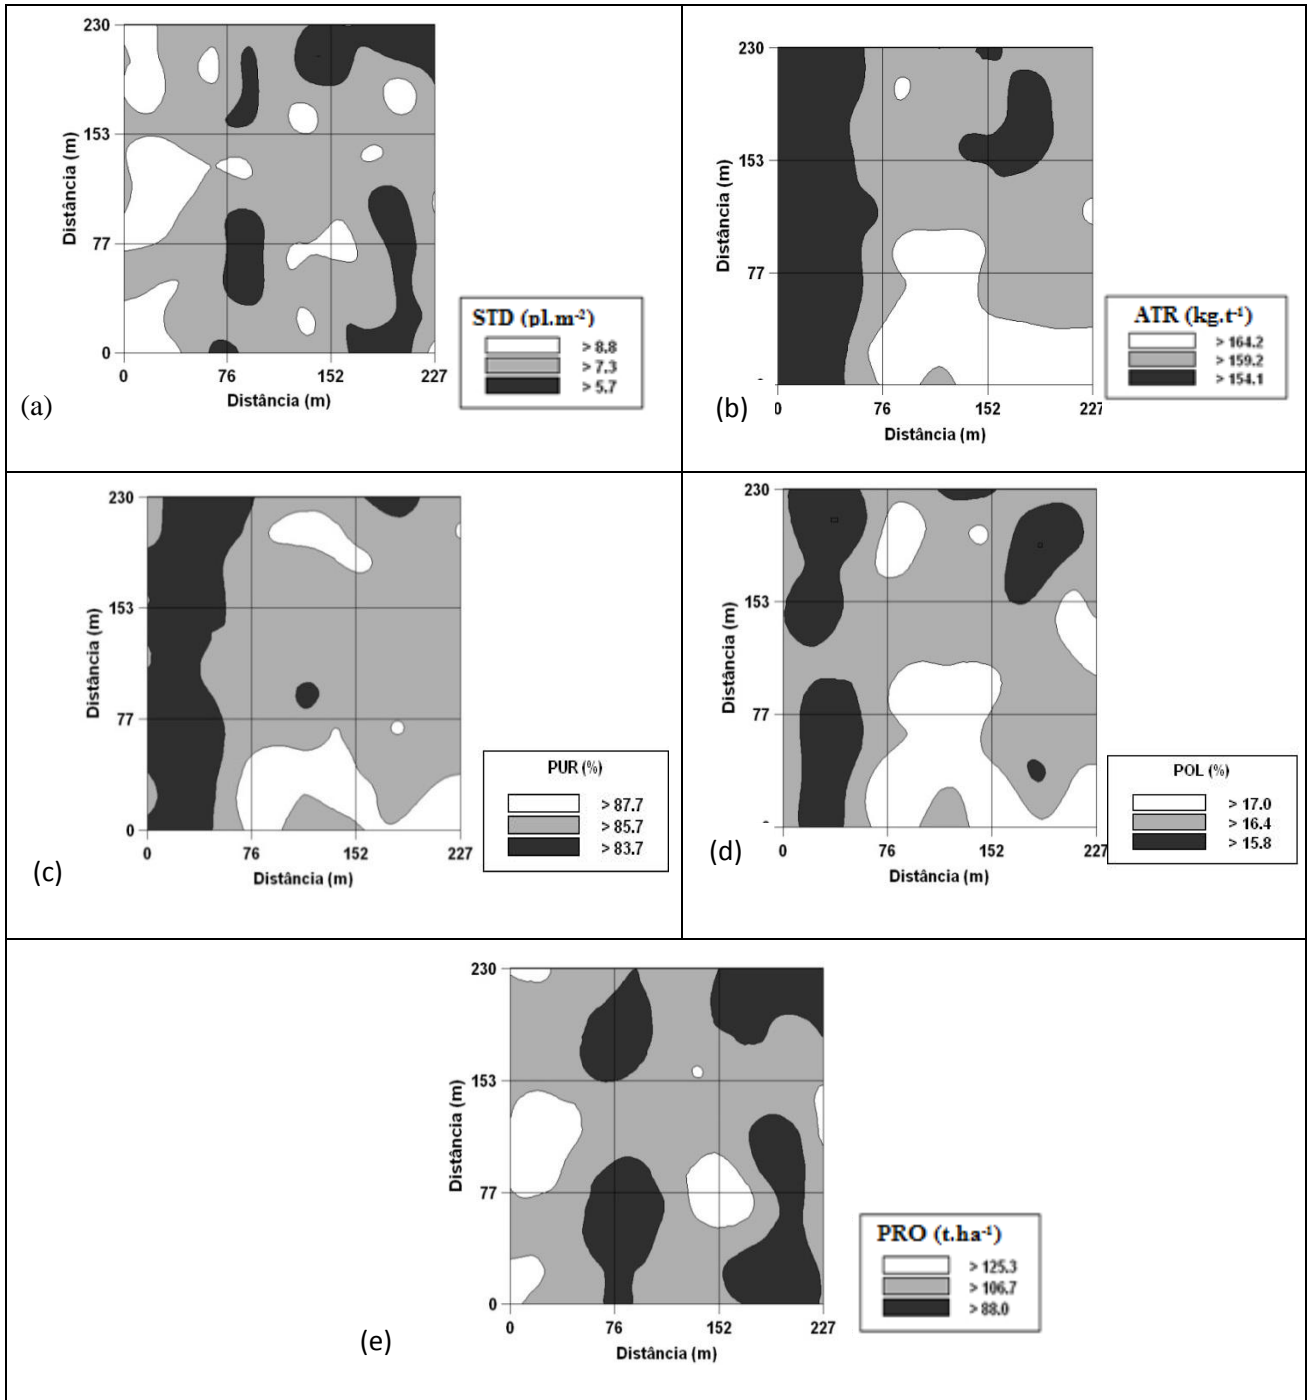 230
153
77
0
Distância (m)
0 76 152 227
Distância (m)
STD (pl.m⁻²)
> 8.8
> 7.3
> 5.7
(a)
230
153
77
-
Distância (m)
0 76 152 227
Distância (m)
ATR (kg.t⁻¹)
> 164.2
> 159.2
> 154.1
(b)
230
153
77
0
Distância (m)
0 76 152 227
Distância (m)
PUR (%)
> 87.7
> 85.7
> 83.7
(c)
230
153
77
-
Distância (m)
0 76 152 227
Distância (m)
POL (%)
> 17.0
> 16.4
> 15.8
(d)
230
153
77
0
Distância (m)
0 76 152 227
Distância (m)
PRO (t.ha⁻¹)
> 125.3
> 106.7
> 88.0
(e)